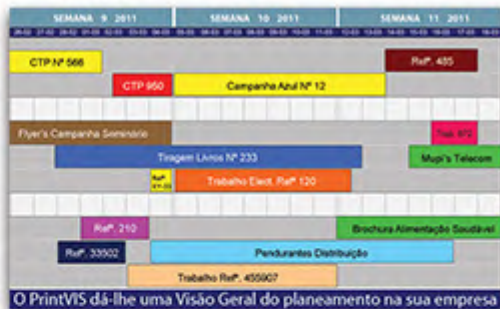 SEMANA 9 2011 SEMANA 10 2011 SEMANA 11 2011
CTP Nº 566 Refª. 485
CTP 950 Campanha Azul Nº 12
Flyer's Campanha Seminário
Tiragem Livros Nº 233 Mupi's Telecom
Trabalho Elect. Refª 120
Refª. 210 Brochura Alimentação Saudável
Refª. 33502 Pendurantes Distribuição
Trabalho Refª. 455907
O PrintVIS dá-lhe uma Visão Geral do planeamento na sua empresa